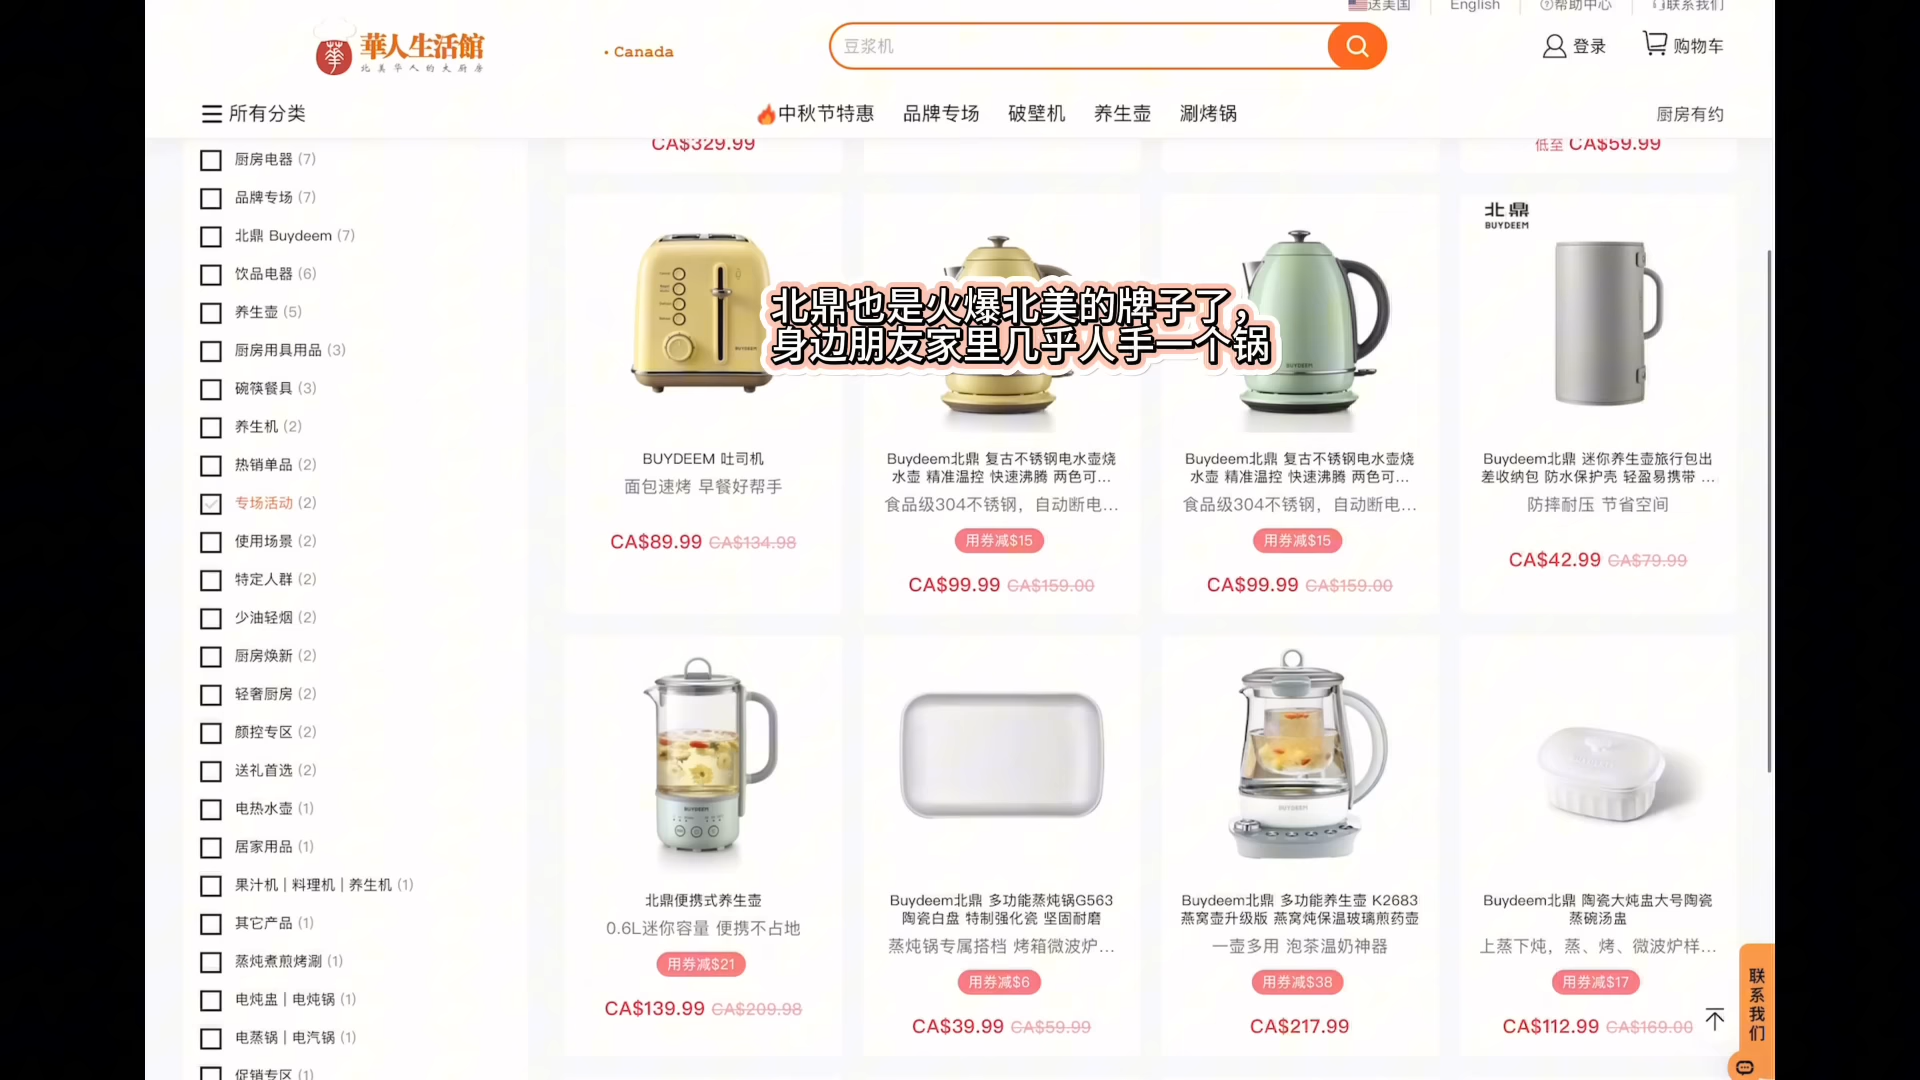 送美国
English
帮助中心
联系我们
華人生活館
北美华人的大厨房
• Canada
豆浆机
登录
购物车
所有分类
中秋节特惠
品牌专场
破壁机
养生壶
涮烤锅
厨房有约
厨房电器 (7)
品牌专场 (7)
北鼎 Buydeem (7)
饮品电器 (6)
养生壶 (5)
厨房用具用品 (3)
碗筷餐具 (3)
养生机 (2)
热销单品 (2)
专场活动 (2)
使用场景 (2)
特定人群 (2)
少油轻烟 (2)
厨房焕新 (2)
轻奢厨房 (2)
颜控专区 (2)
送礼首选 (2)
电热水壶 (1)
居家用品 (1)
果汁机 | 料理机 | 养生机 (1)
其它产品 (1)
蒸炖煮煎烤涮 (1)
电炖盅 | 电炖锅 (1)
电蒸锅 | 电汽锅 (1)
促销专区 (1)
CA$329.99
低至 CA$59.99
北鼎
BUYDEEM
北鼎也是火爆北美的牌子了，
身边朋友家里几乎人手一个锅
BUYDEEM 吐司机
面包速烤 早餐好帮手
CA$89.99 CA$134.98
Buydeem北鼎 复古不锈钢电水壶烧
水壶 精准温控 快速沸腾 两色可...
食品级304不锈钢，自动断电...
用券减$15
CA$99.99 CA$159.00
Buydeem北鼎 复古不锈钢电水壶烧
水壶 精准温控 快速沸腾 两色可...
食品级304不锈钢，自动断电...
用券减$15
CA$99.99 CA$159.00
Buydeem北鼎 迷你养生壶旅行包出
差收纳包 防水保护壳 轻盈易携带 ...
防摔耐压 节省空间
CA$42.99 CA$79.99
BUYDEEM
北鼎便携式养生壶
0.6L迷你容量 便携不占地
用券减$21
CA$139.99 CA$209.98
Buydeem北鼎 多功能蒸炖锅G563
陶瓷白盘 特制强化瓷 坚固耐磨
蒸炖锅专属搭档 烤箱微波炉...
用券减$6
CA$39.99 CA$59.99
BUYDEEM
Buydeem北鼎 多功能养生壶 K2683
燕窝壶升级版 燕窝炖保温玻璃煎药壶
一壶多用 泡茶温奶神器
用券减$38
CA$217.99
Buydeem北鼎 陶瓷大炖盅大号陶瓷
蒸碗汤盅
上蒸下炖，蒸、烤、微波炉样...
用券减$17
CA$112.99 CA$169.00
联系我们